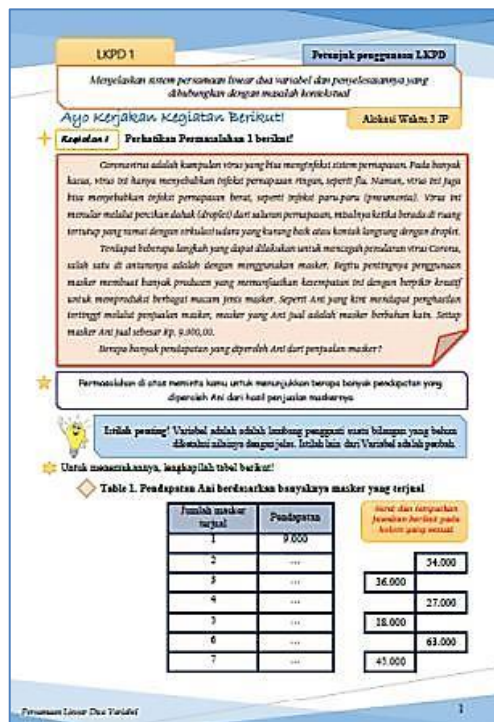 LKPD 1
Petunjuk penggunaan LKPD
Menjelaskan sistem persamaan linear dua variabel dan penyelesaiannya yang
dihubungkan dengan masalah kontekstual
Ayo Kerjakan Kegiatan Berikut!
Alokasi Waktu 3 JP
Kegiatan 1 Perhatikan Permasalahan 1 berikut!
Coronavirus adalah kumpulan virus yang bisa menginfeksi sistem pernapasan. Pada banyak
kasus, virus ini hanya menyebabkan infeksi pernapasan ringan, seperti flu. Namun, virus ini juga
bisa menyebabkan infeksi pernapasan berat, seperti infeksi paru-paru (pneumonia). Virus ini
menular melalui percikan dahak (droplet) dari saluran pernapasan, misalnya ketika berada di ruang
tertutup yang ramai dengan sirkulasi udara yang kurang baik atau kontak langsung dengan droplet.
Terdapat beberapa langkah yang dapat dilakukan untuk mencegah penularan virus Corona,
salah satu di antaranya adalah dengan menggunakan masker. Begitu pentingnya penggunaan
masker membuat banyak produsen yang memanfaatkan kesempatan ini dengan berpikir kreatif
untuk memproduksi berbagai macam jenis masker. Seperti Ani yang kini mendapat penghasilan
tertinggi melalui penjualan masker, masker yang Ani jual adalah masker berbahan kain. Setiap
masker Ani jual sebesar Rp. 9.000,00.
Berapa banyak pendapatan yang diperoleh Ani dari penjualan masker?
Permasalahan di atas meminta kamu untuk menunjukkan berapa banyak pendapatan yang
diperoleh Ani dari hasil penjualan maskernya
Istilah penting! Variabel adalah adalah lambang pengganti suatu bilangan yang belum
diketahui nilainya dengan jelas. Istilah lain dari Variabel adalah peubah.
Untuk menemukannya, lengkapilah tabel berikut!
Table 1. Pendapatan Ani berdasarkan banyaknya masker yang terjual
Jumlah masker
terjual
Pendapatan
1 9.000
2 ...
3 ...
4 ...
5 ...
6 ...
7 ...
jawaban berikut pada
kolom yang sesuai
54.000
36.000
27.000
18.000
63.000
45.000
Persamaan Linear Dua Variabel
1